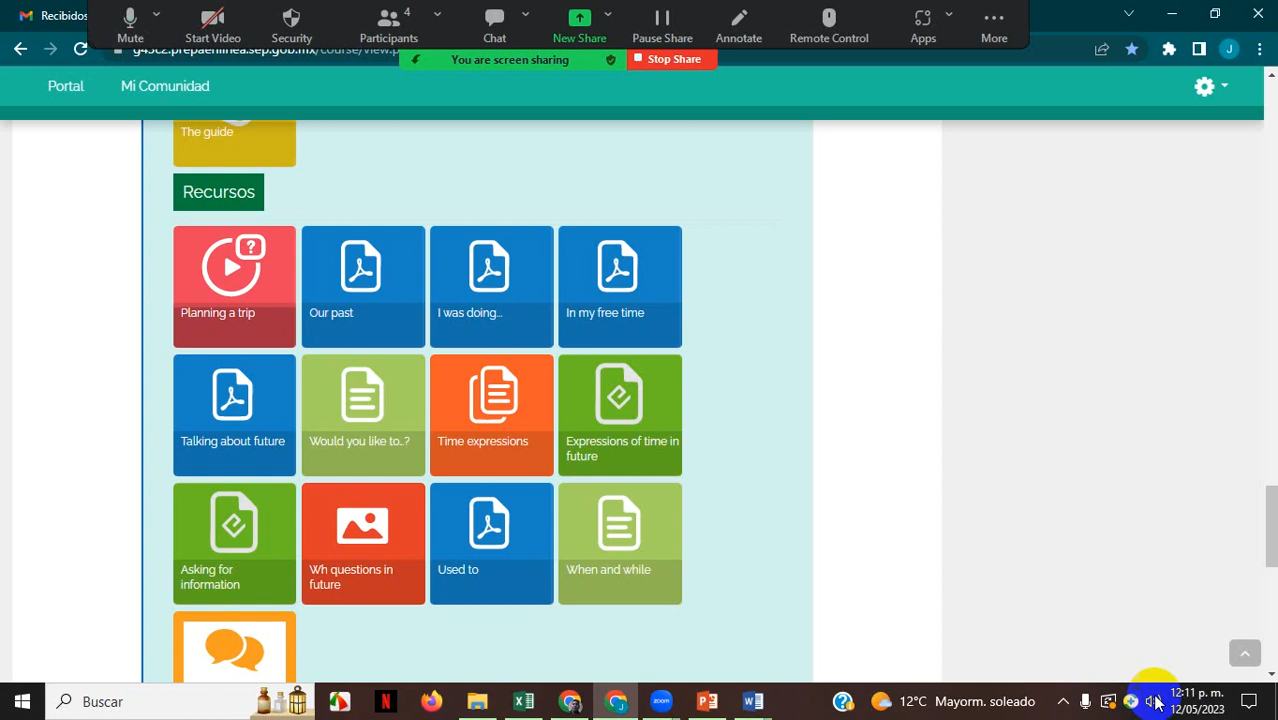 Recibidos
Mute
Start Video
Security
4
Participants
Chat
New Share
Pause Share
Annotate
Remote Control
Apps
More
You are screen sharing
Stop Share
J
Portal
Mi Comunidad
The guide
Recursos
Planning a trip
Our past
I was doing...
In my free time
Talking about future
Would you like to..?
Time expressions
Expressions of time in
future
Asking for
information
Wh questions in
future
Used to
When and while
Buscar
zoom
12°C Mayorm. soleado
12:11 p. m.
12/05/2023